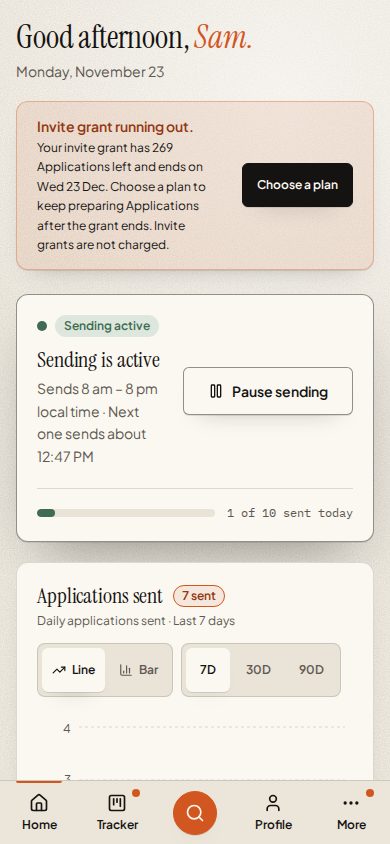 Good afternoon, Sam.
Monday, November 23
Invite grant running out.
Your invite grant has 269
Applications left and ends on
Wed 23 Dec. Choose a plan to
keep preparing Applications
after the grant ends. Invite
grants are not charged.
Choose a plan
Sending active
Sending is active
Sends 8 am – 8 pm
local time · Next
one sends about
12:47 PM
Pause sending
1 of 10 sent today
Applications sent 7 sent
Daily applications sent · Last 7 days
Line Bar 7D 30D 90D
4
3
Home Tracker Profile More